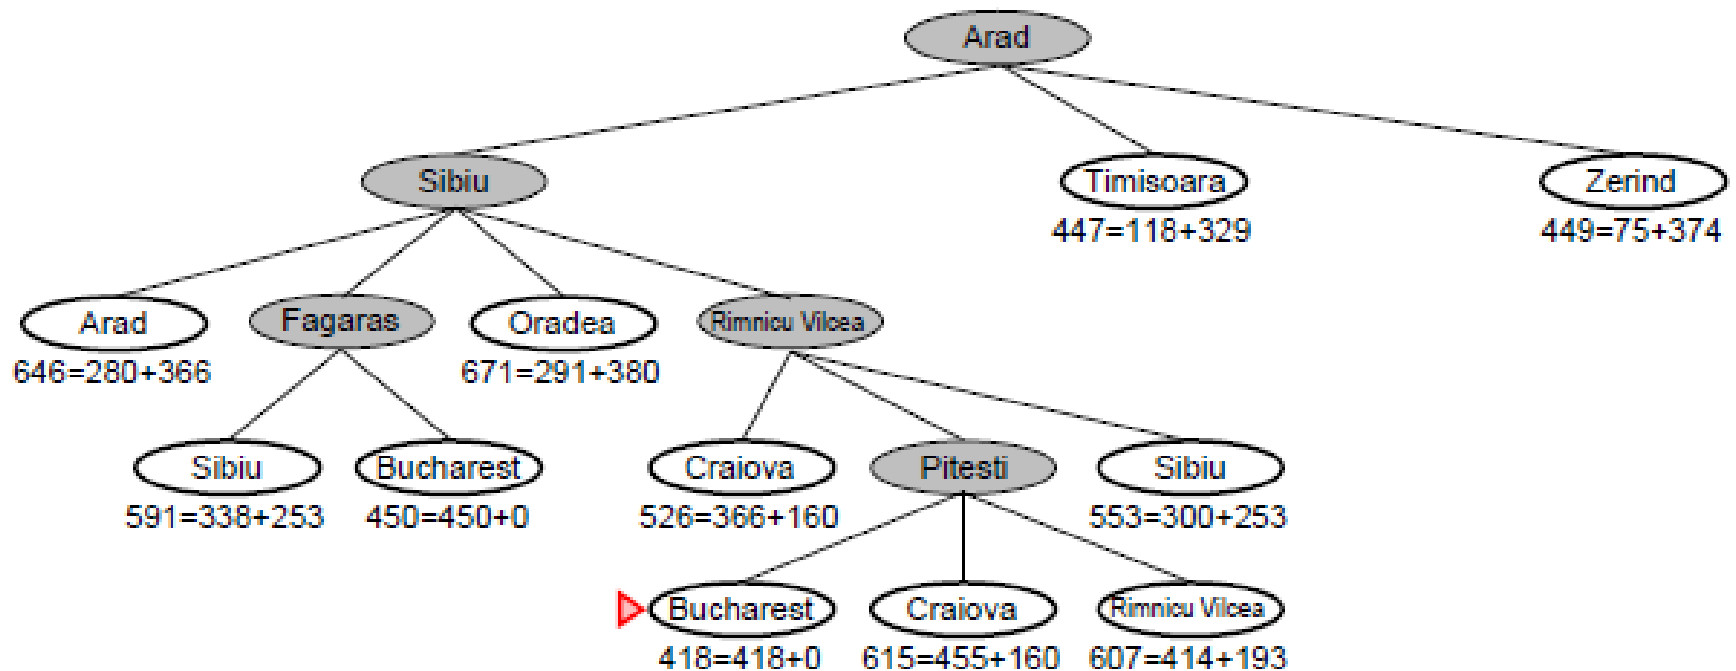 Arad
Sibiu Timisoara Zerind
447=118+329 449=75+374
Arad Fagaras Oradea Rimnicu Vilcea
646=280+366 671=291+380
Sibiu Bucharest Craiova Pitesti Sibiu
591=338+253 450=450+0 526=366+160 553=300+253
Bucharest Craiova Rimnicu Vilcea
418=418+0 615=455+160 607=414+193